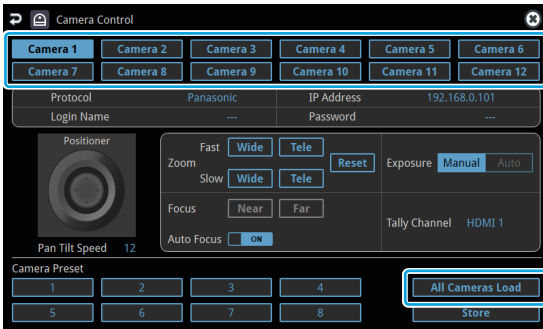 Camera Control
Camera 1 Camera 2 Camera 3 Camera 4 Camera 5 Camera 6
Camera 7 Camera 8 Camera 9 Camera 10 Camera 11 Camera 12
Protocol Panasonic IP Address 192.168.0.101
Login Name --- Password ---
Positioner
Fast Wide Tele
Zoom Reset
Slow Wide Tele
Exposure Manual Auto
Focus Near Far
Tally Channel HDMI 1
Auto Focus ON
Pan Tilt Speed 12
Camera Preset
1 2 3 4 All Cameras Load
5 6 7 8 Store